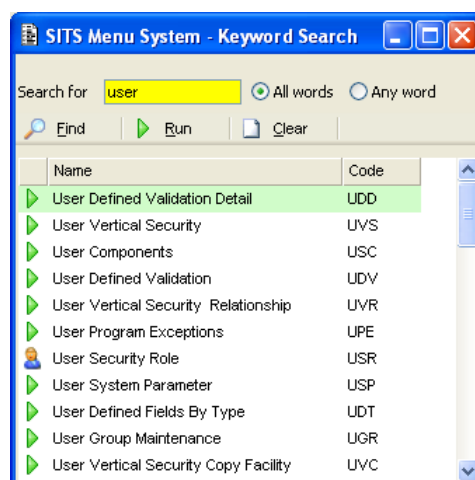 SITS Menu System - Keyword Search
Search for user All words Any word
Find Run Clear
Name Code
User Defined Validation Detail UDD
User Vertical Security UVS
User Components USC
User Defined Validation UDV
User Vertical Security Relationship UVR
User Program Exceptions UPE
User Security Role USR
User System Parameter USP
User Defined Fields By Type UDT
User Group Maintenance UGR
User Vertical Security Copy Facility UVC